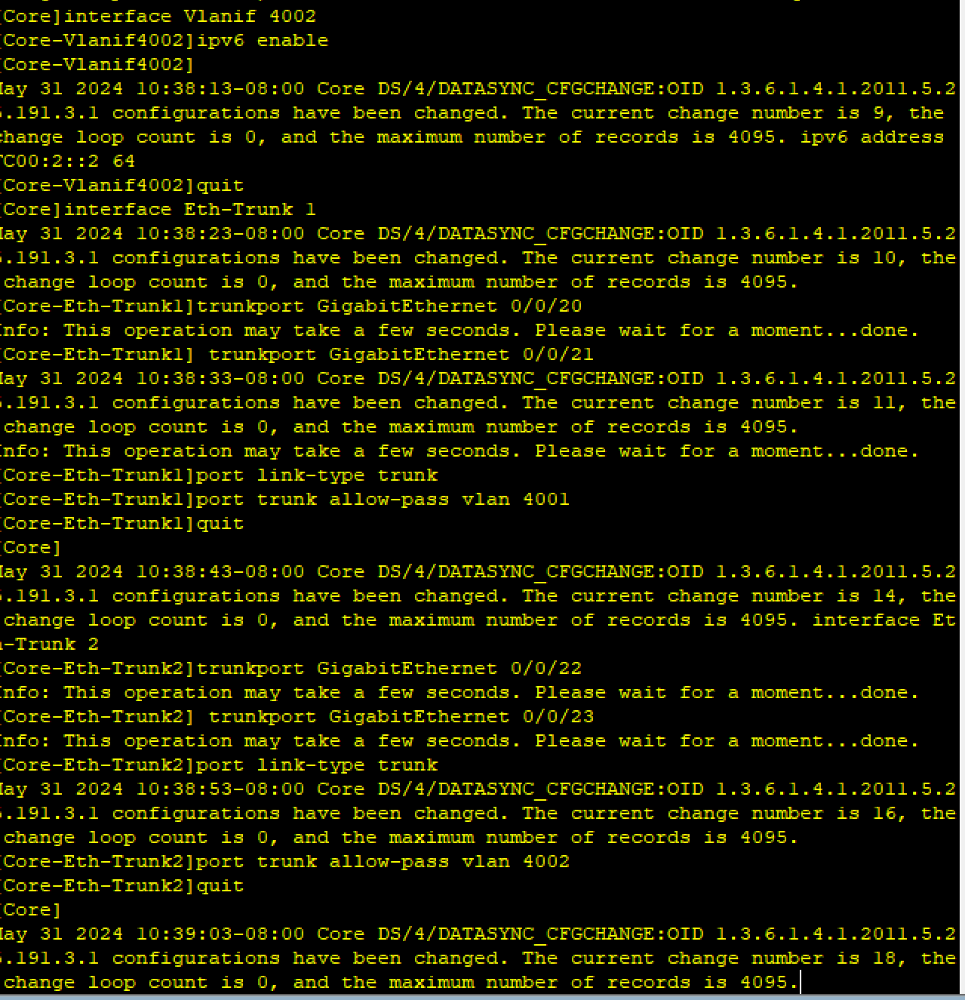 [Core]interface Vlanif 4002
[Core-Vlanif4002]ipv6 enable
[Core-Vlanif4002]
May 31 2024 10:38:13-08:00 Core DS/4/DATASYNC_CFGCHANGE:OID 1.3.6.1.4.1.2011.5.2
5.191.3.1 configurations have been changed. The current change number is 9, the
change loop count is 0, and the maximum number of records is 4095. ipv6 address
FC00:2::2 64
[Core-Vlanif4002]quit
[Core]interface Eth-Trunk 1
May 31 2024 10:38:23-08:00 Core DS/4/DATASYNC_CFGCHANGE:OID 1.3.6.1.4.1.2011.5.2
5.191.3.1 configurations have been changed. The current change number is 10, the
change loop count is 0, and the maximum number of records is 4095.
[Core-Eth-Trunk1]trunkport GigabitEthernet 0/0/20
Info: This operation may take a few seconds. Please wait for a moment...done.
[Core-Eth-Trunk1] trunkport GigabitEthernet 0/0/21
May 31 2024 10:38:33-08:00 Core DS/4/DATASYNC_CFGCHANGE:OID 1.3.6.1.4.1.2011.5.2
5.191.3.1 configurations have been changed. The current change number is 11, the
change loop count is 0, and the maximum number of records is 4095.
Info: This operation may take a few seconds. Please wait for a moment...done.
[Core-Eth-Trunk1]port link-type trunk
[Core-Eth-Trunk1]port trunk allow-pass vlan 4001
[Core-Eth-Trunk1]quit
[Core]
May 31 2024 10:38:43-08:00 Core DS/4/DATASYNC_CFGCHANGE:OID 1.3.6.1.4.1.2011.5.2
5.191.3.1 configurations have been changed. The current change number is 14, the
change loop count is 0, and the maximum number of records is 4095. interface Et
h-Trunk 2
[Core-Eth-Trunk2]trunkport GigabitEthernet 0/0/22
Info: This operation may take a few seconds. Please wait for a moment...done.
[Core-Eth-Trunk2] trunkport GigabitEthernet 0/0/23
Info: This operation may take a few seconds. Please wait for a moment...done.
[Core-Eth-Trunk2]port link-type trunk
May 31 2024 10:38:53-08:00 Core DS/4/DATASYNC_CFGCHANGE:OID 1.3.6.1.4.1.2011.5.2
5.191.3.1 configurations have been changed. The current change number is 16, the
change loop count is 0, and the maximum number of records is 4095.
[Core-Eth-Trunk2]port trunk allow-pass vlan 4002
[Core-Eth-Trunk2]quit
[Core]
May 31 2024 10:39:03-08:00 Core DS/4/DATASYNC_CFGCHANGE:OID 1.3.6.1.4.1.2011.5.2
5.191.3.1 configurations have been changed. The current change number is 18, the
change loop count is 0, and the maximum number of records is 4095.